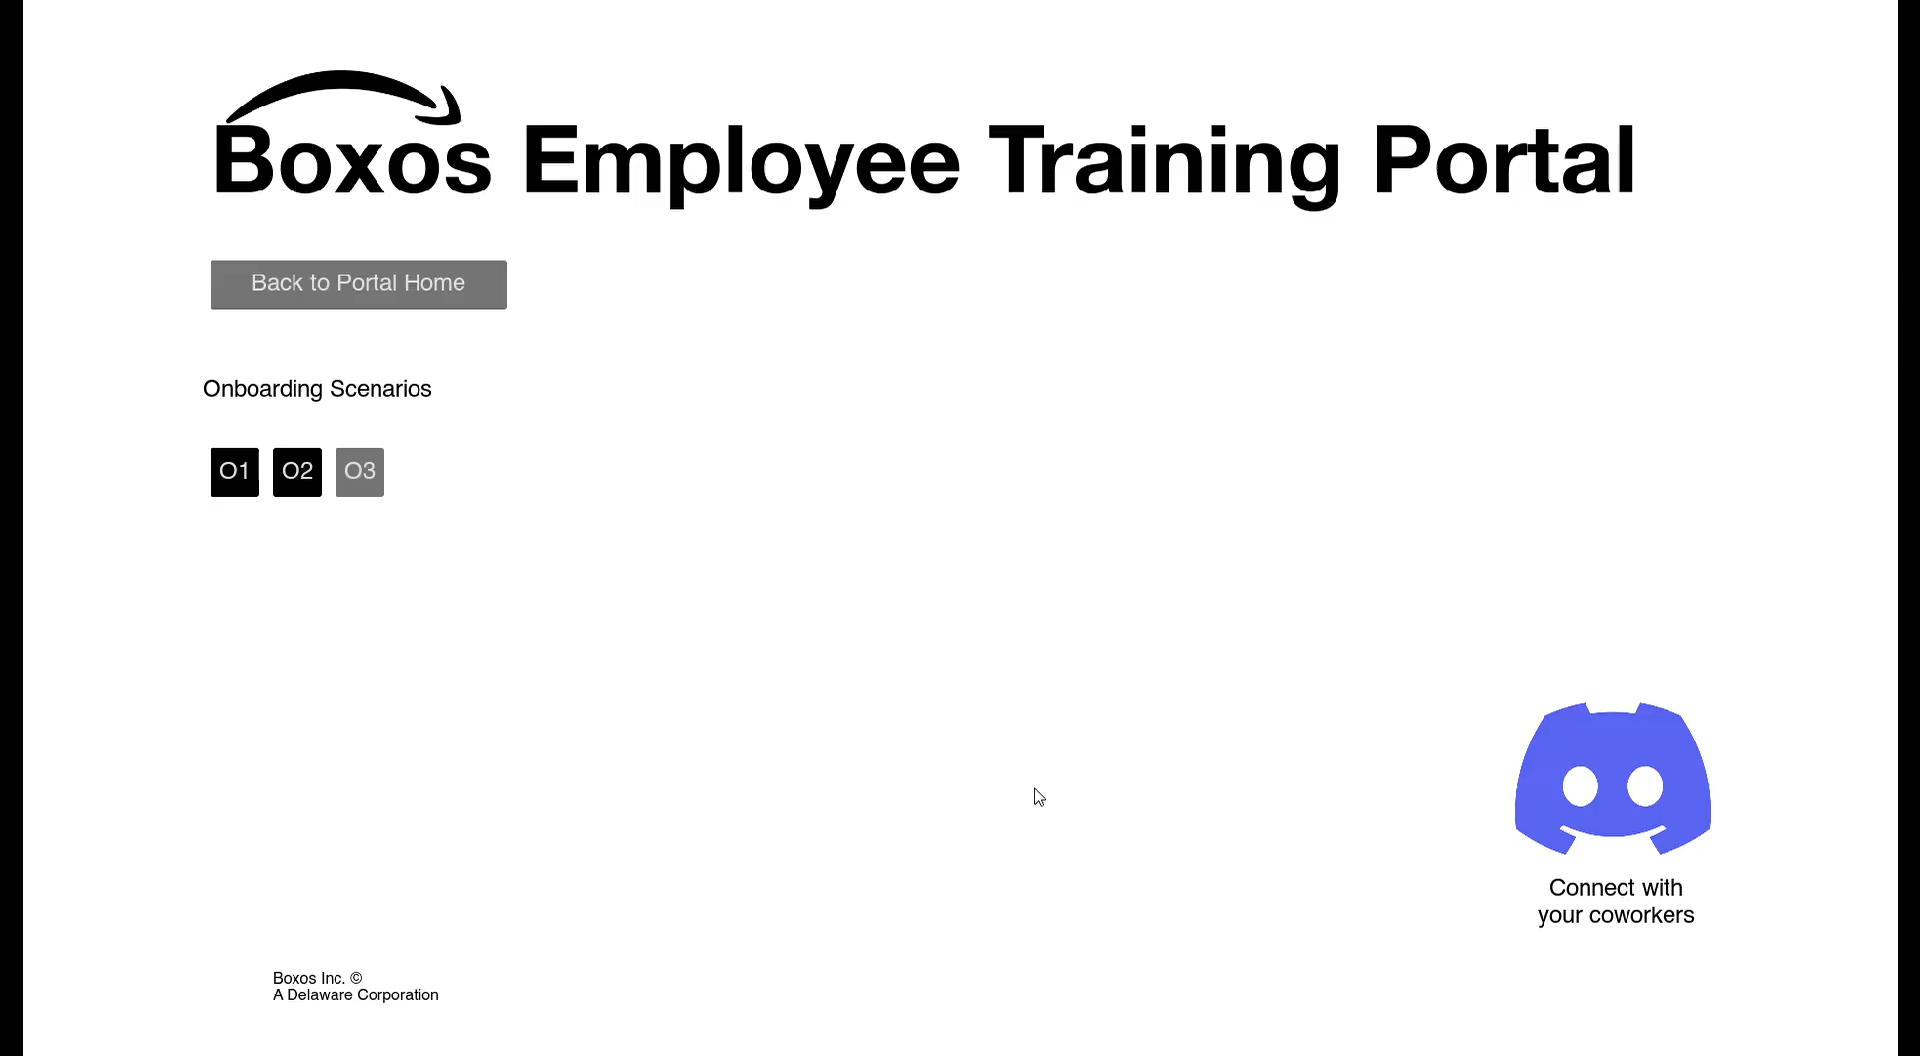 Boxos Employee Training Portal
Back to Portal Home
Onboarding Scenarios
O1 O2 O3
Connect with
your coworkers
Boxos Inc. ©
A Delaware Corporation